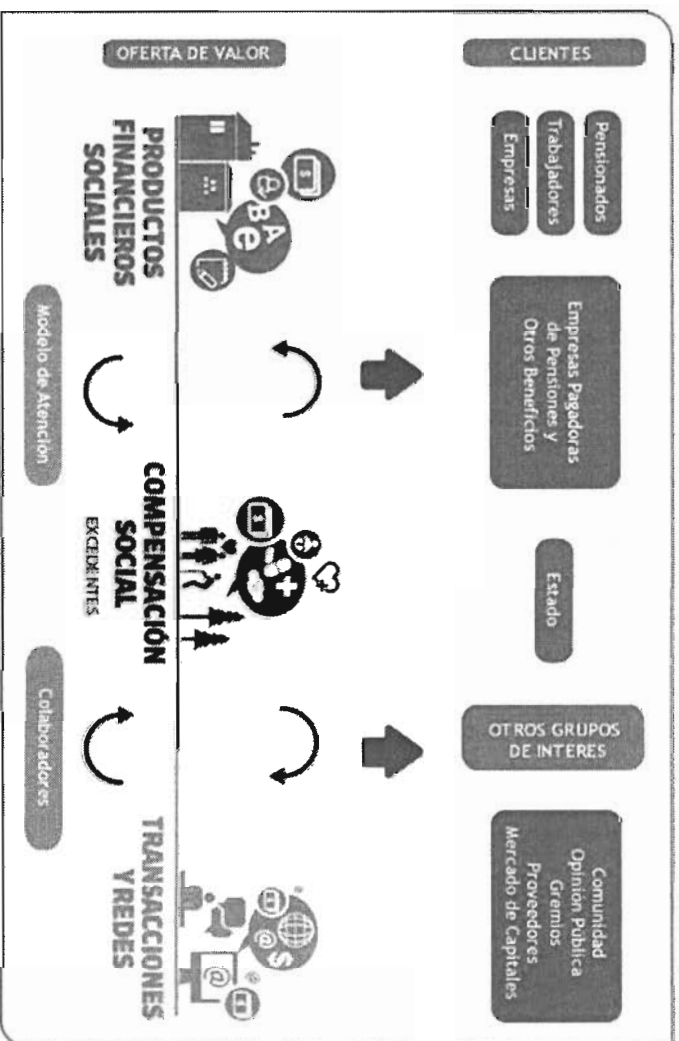 CLIENTES
Pensionados
Trabajadores
Empresas
Empresas Pagadoras
de Pensiones y
Otros Beneficios
Estado
OTROS GRUPOS
DE INTERES
Comunidad
Opinión Pública
Gremios
Proveedores
Mercado de Capitales
OFERTA DE VALOR
$
B A
e
PRODUCTOS
FINANCIEROS
SOCIALES
$
COMPENSACIÓN
SOCIAL
EXCEDENTES
@
$
@
TRANSACCIONES
Y REDES
Modelo de Atención
Colaboradores